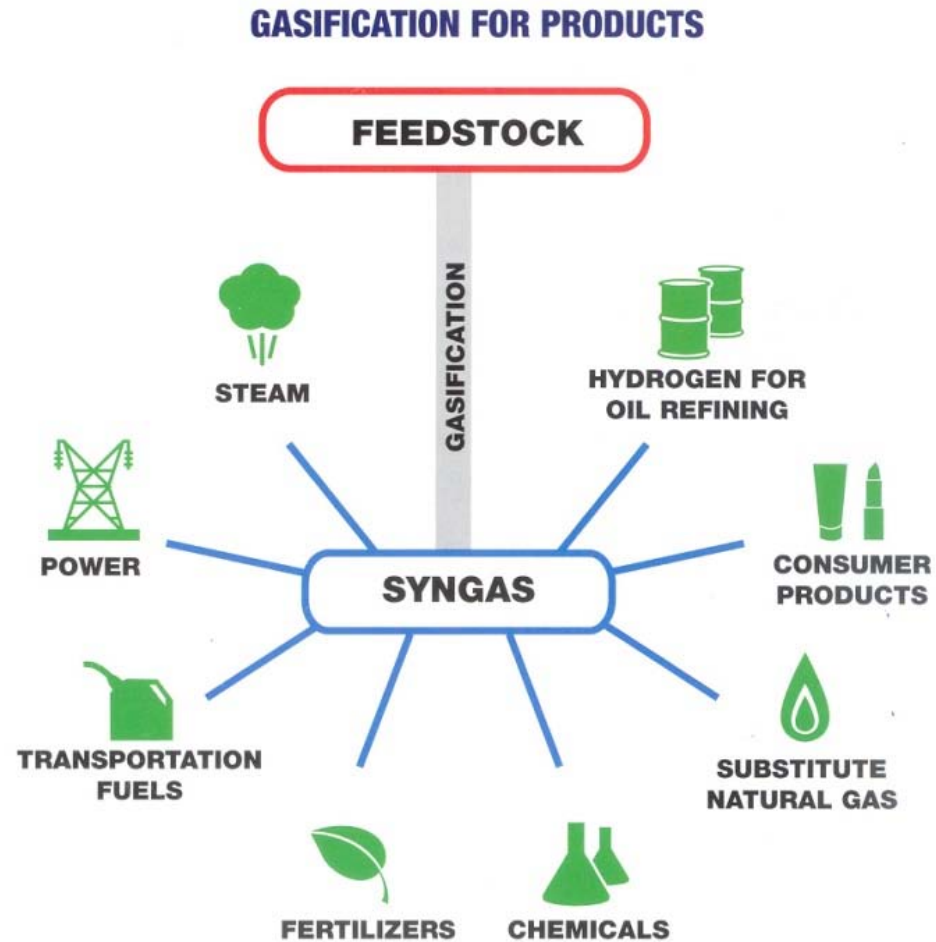 GASIFICATION FOR PRODUCTS
FEEDSTOCK
GASIFICATION
STEAM
HYDROGEN FOR
OIL REFINING
POWER
CONSUMER
PRODUCTS
SYNGAS
TRANSPORTATION
FUELS
SUBSTITUTE
NATURAL GAS
FERTILIZERS
CHEMICALS